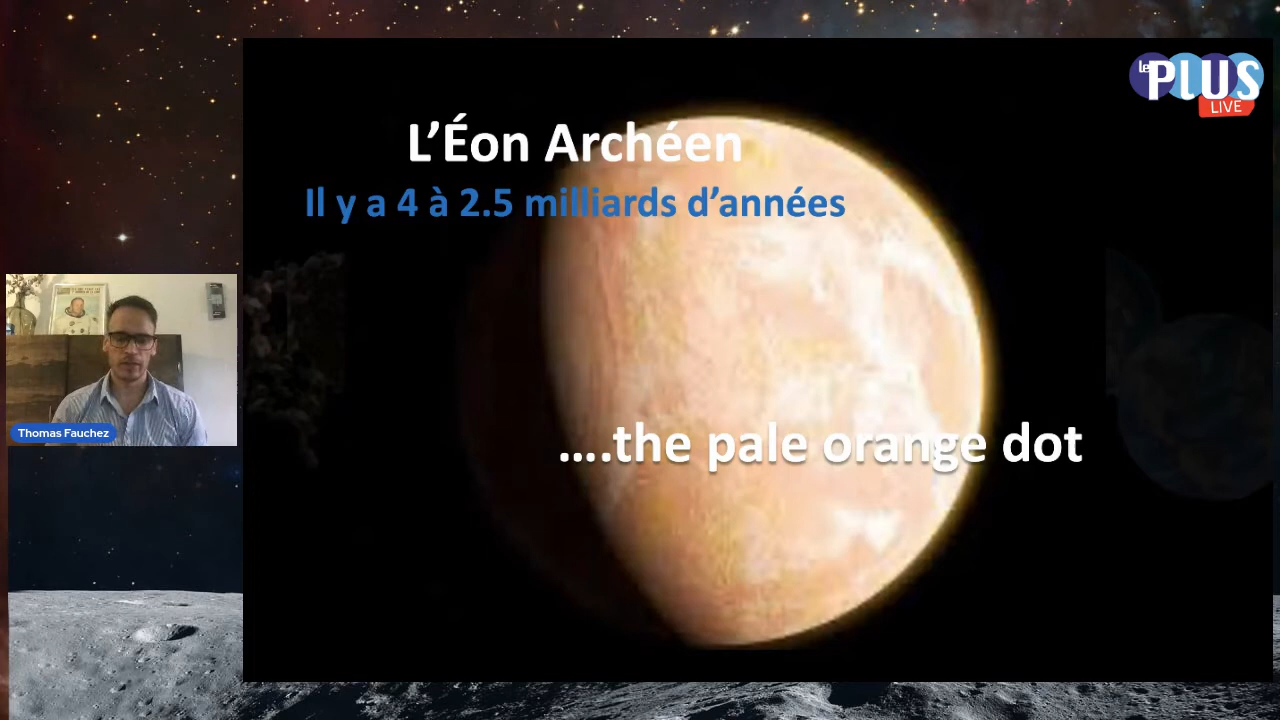 le PLUS
LIVE
L'Éon Archéen
Il y a 4 à 2.5 milliards d'années
....the pale orange dot
Thomas Fauchez